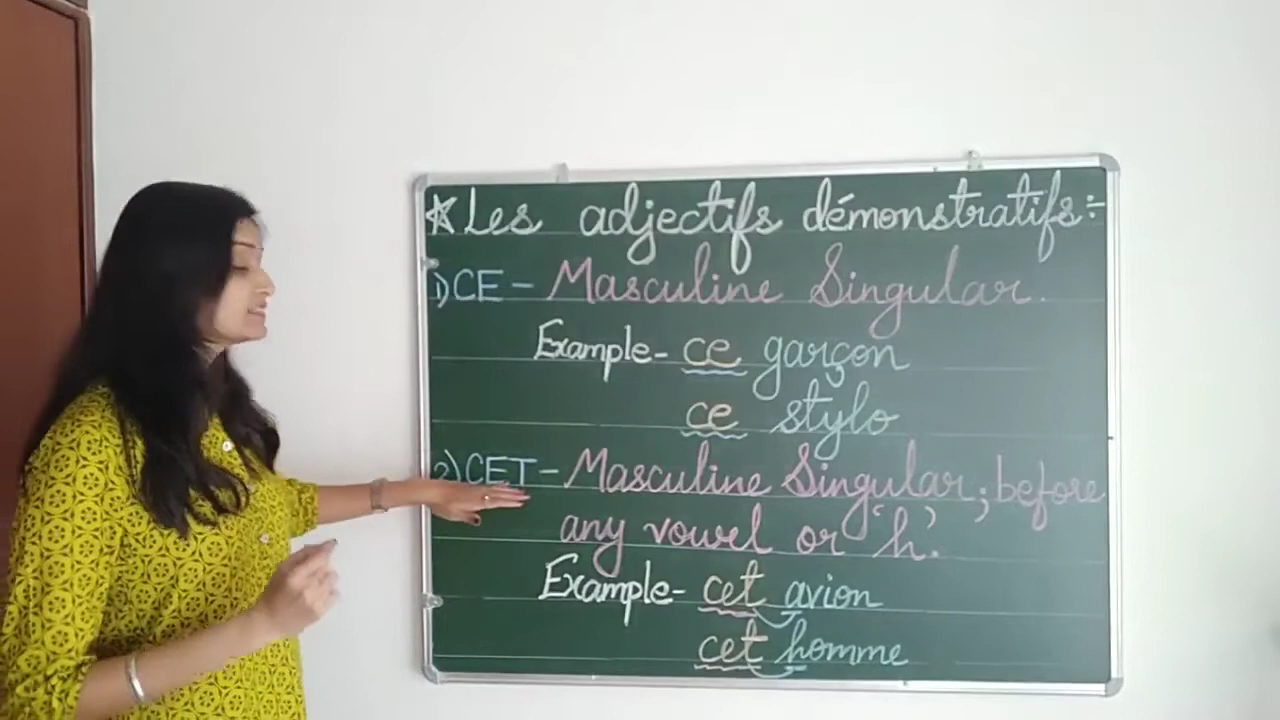 ☆ Les adjectifs démonstratifs:-
1) CE - Masculine Singular.
Example- ce garçon
ce stylo
2) CET - Masculine Singular; before
any vowel or 'h'.
Example- cet avion
cet homme